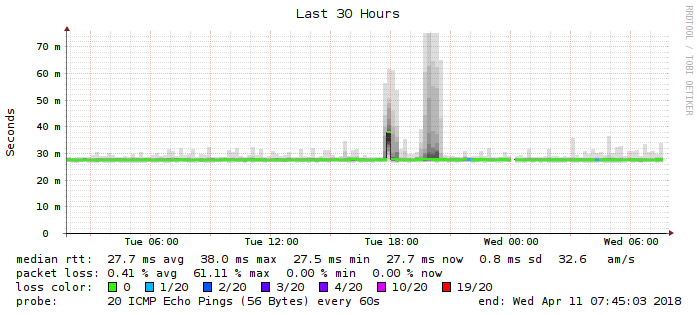 Last 30 Hours
RRDTOOL / TOBI OETIKER
Seconds
70 m
60 m
50 m
40 m
30 m
20 m
10 m
0
Tue 06:00 Tue 12:00 Tue 18:00 Wed 00:00 Wed 06:00
median rtt: 27.7 ms avg 38.0 ms max 27.5 ms min 27.7 ms now 0.8 ms sd 32.6 am/s
packet loss: 0.41 % avg 61.11 % max 0.00 % min 0.00 % now
loss color: 0 1/20 2/20 3/20 4/20 10/20 19/20
probe: 20 ICMP Echo Pings (56 Bytes) every 60s end: Wed Apr 11 07:45:03 2018